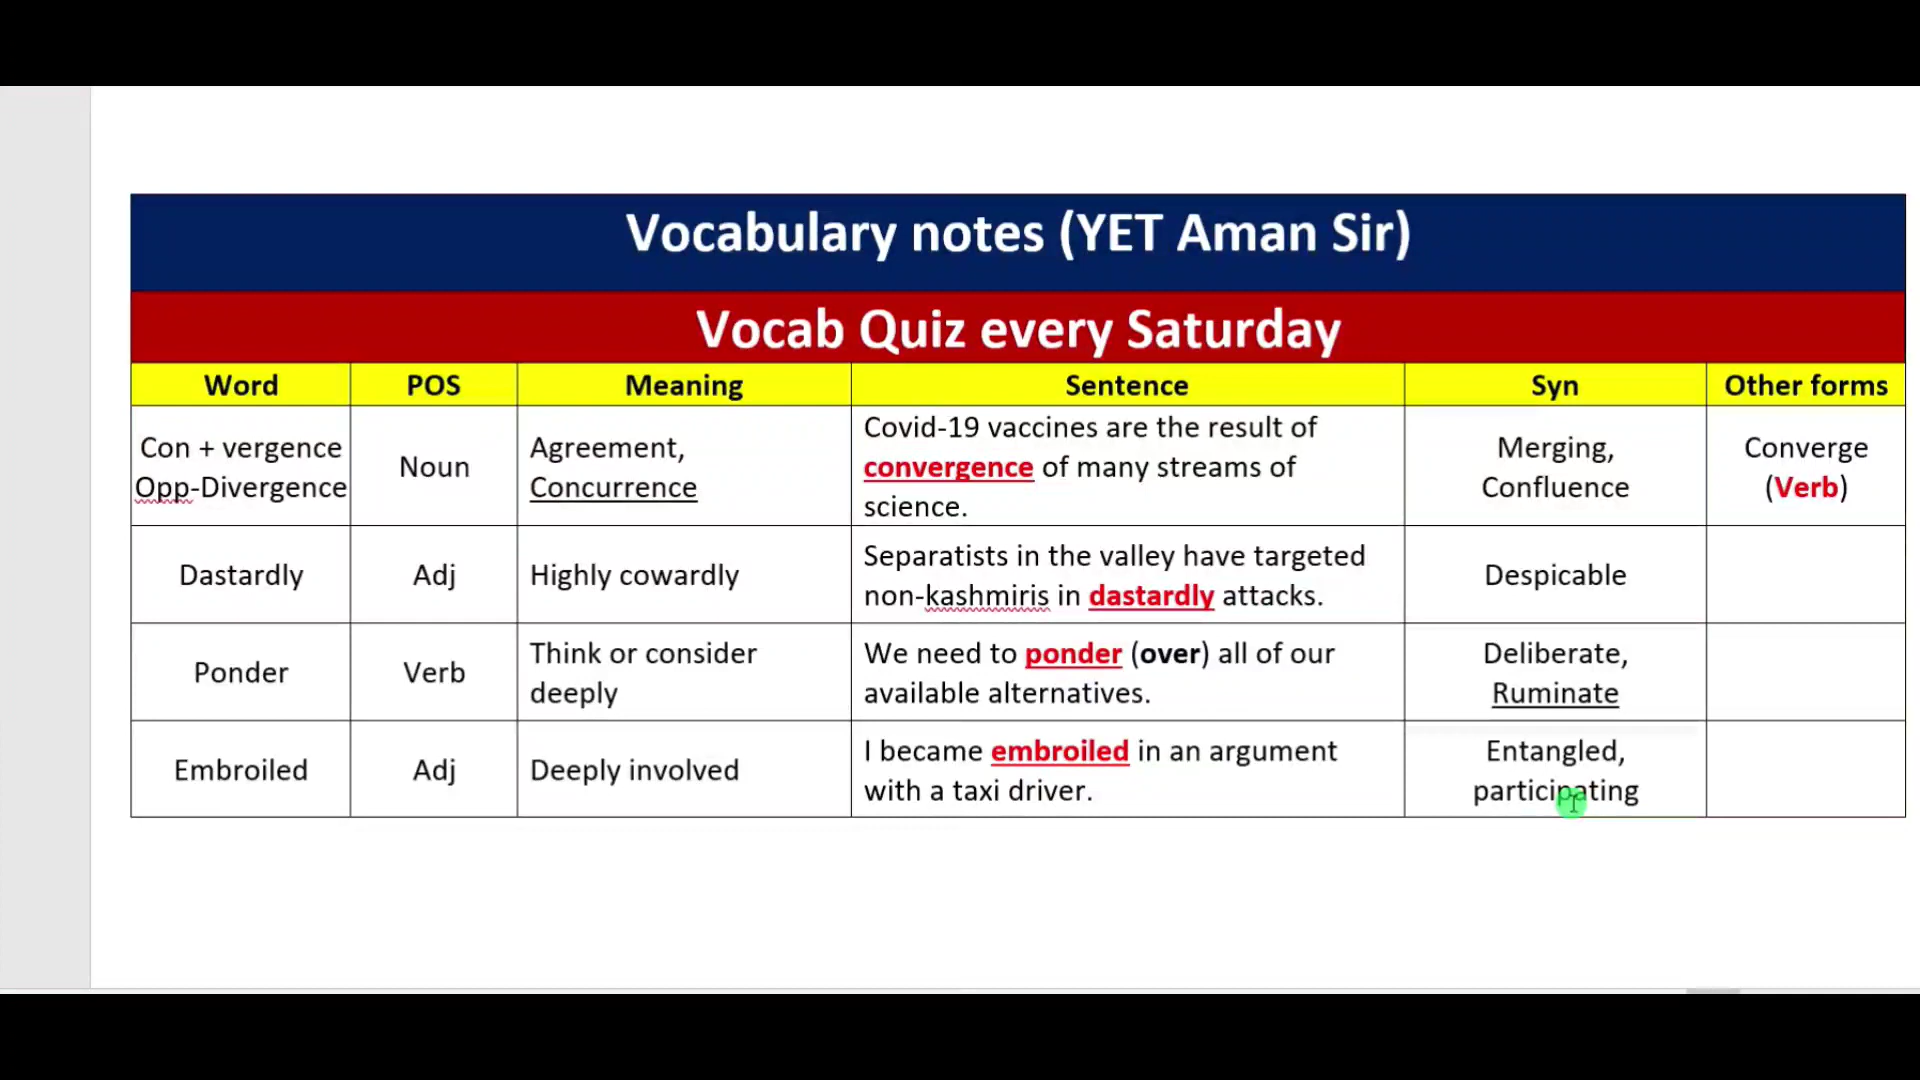 Vocabulary notes (YET Aman Sir)
Vocab Quiz every Saturday
Word POS Meaning Sentence Syn Other forms
Con + vergence
Opp-Divergence
Noun
Agreement,
Concurrence
Covid-19 vaccines are the result of
convergence of many streams of
science.
Merging,
Confluence
Converge
(Verb)
Dastardly
Adj
Highly cowardly
Separatists in the valley have targeted
non-kashmiris in dastardly attacks.
Despicable
Ponder
Verb
Think or consider
deeply
We need to ponder (over) all of our
available alternatives.
Deliberate,
Ruminate
Embroiled
Adj
Deeply involved
I became embroiled in an argument
with a taxi driver.
Entangled,
participating